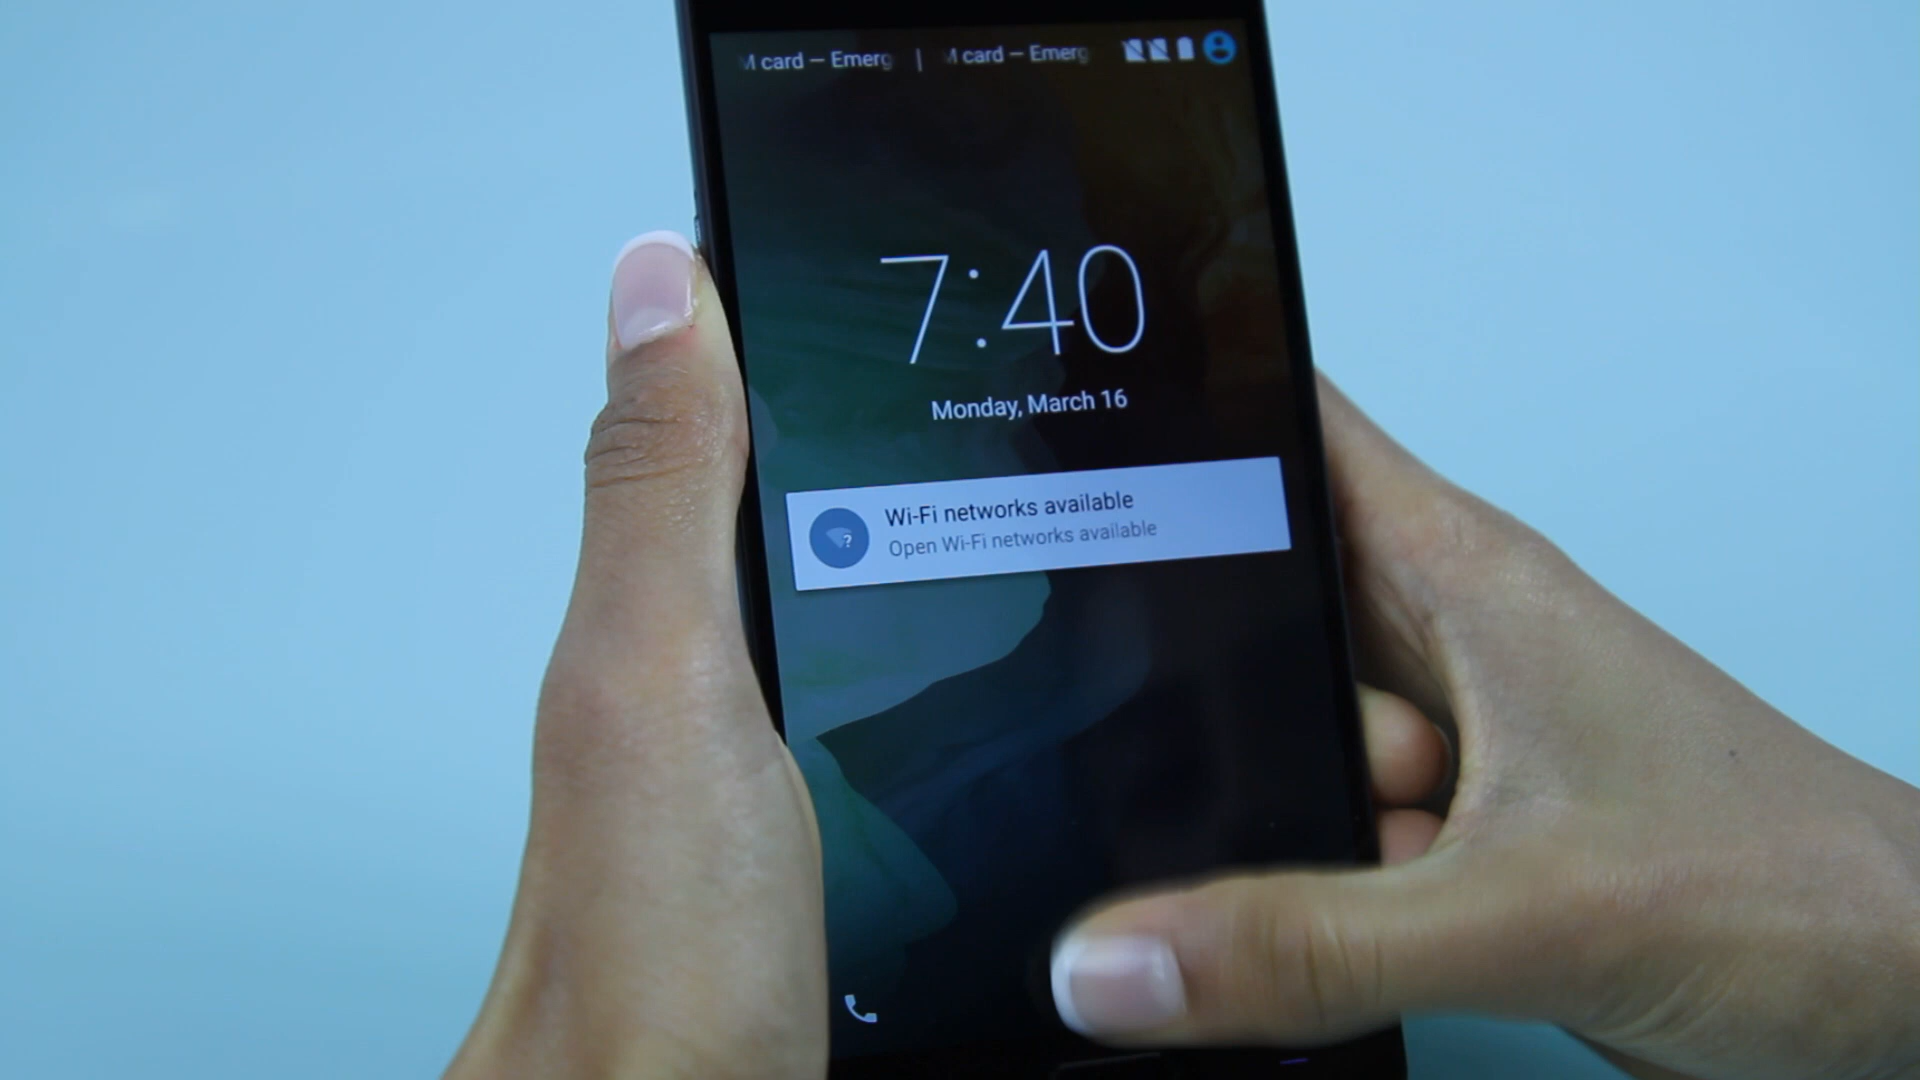 M card — Emerg | M card — Emerg
7:40
Monday, March 16
Wi-Fi networks available
? Open Wi-Fi networks available